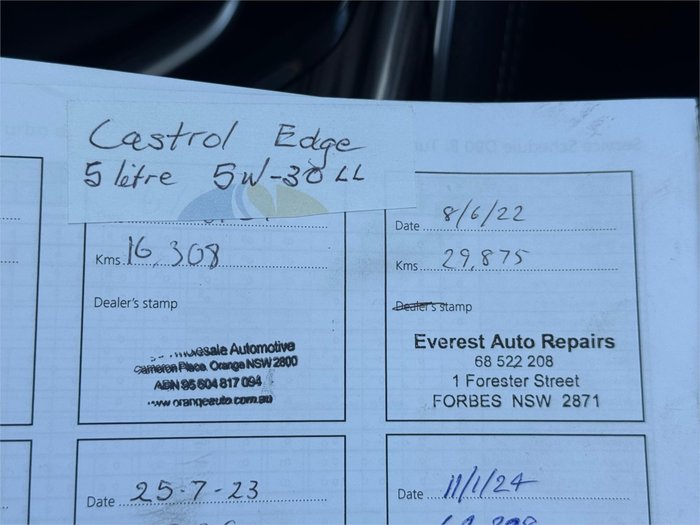 Castrol Edge
5 litre 5W-30 LL
Kms 16,308
Dealer's stamp
Automotive
Cameron Place, Orange NSW 2800
ABN 95 604 817 094
www.orangeauto.com.au
Date 8/6/22
Kms 29,875
Dealer's stamp
Everest Auto Repairs
68 522 208
1 Forester Street
FORBES NSW 2871
Date 25-7-23
Date 11/1/24